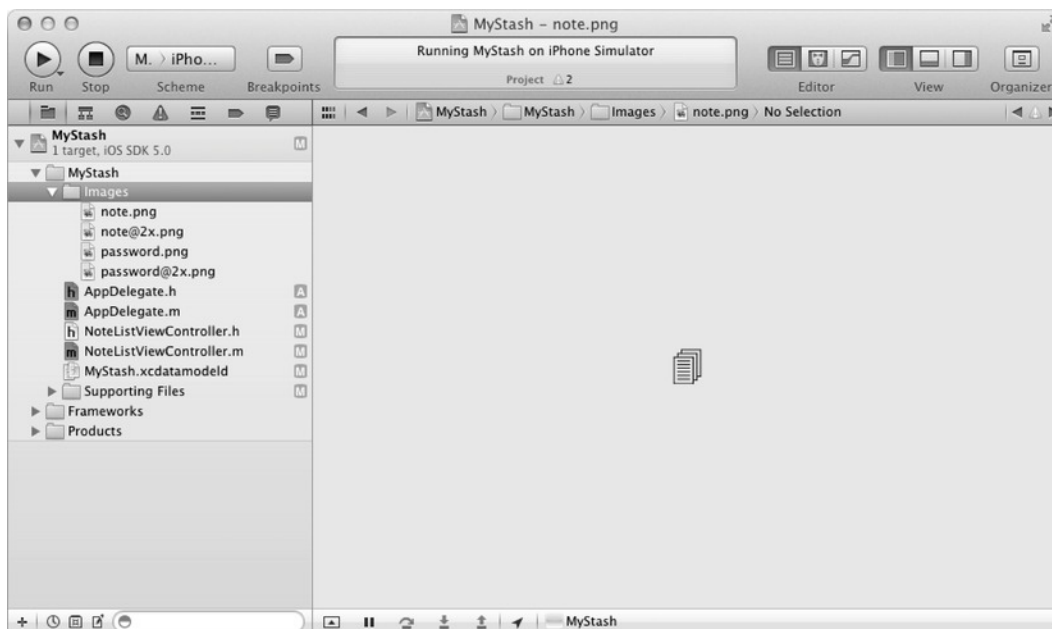 MyStash – note.png
M. › iPho...
Running MyStash on iPhone Simulator
Project 2
Run Stop Scheme Breakpoints Editor View Organizer
MyStash › MyStash › Images › note.png › No Selection
MyStash M
1 target, iOS SDK 5.0
MyStash
Images
note.png
note@2x.png
password.png
password@2x.png
h AppDelegate.h A
m AppDelegate.m A
h NoteListViewController.h M
m NoteListViewController.m M
MyStash.xcdatamodeld M
Supporting Files M
Frameworks
Products
MyStash